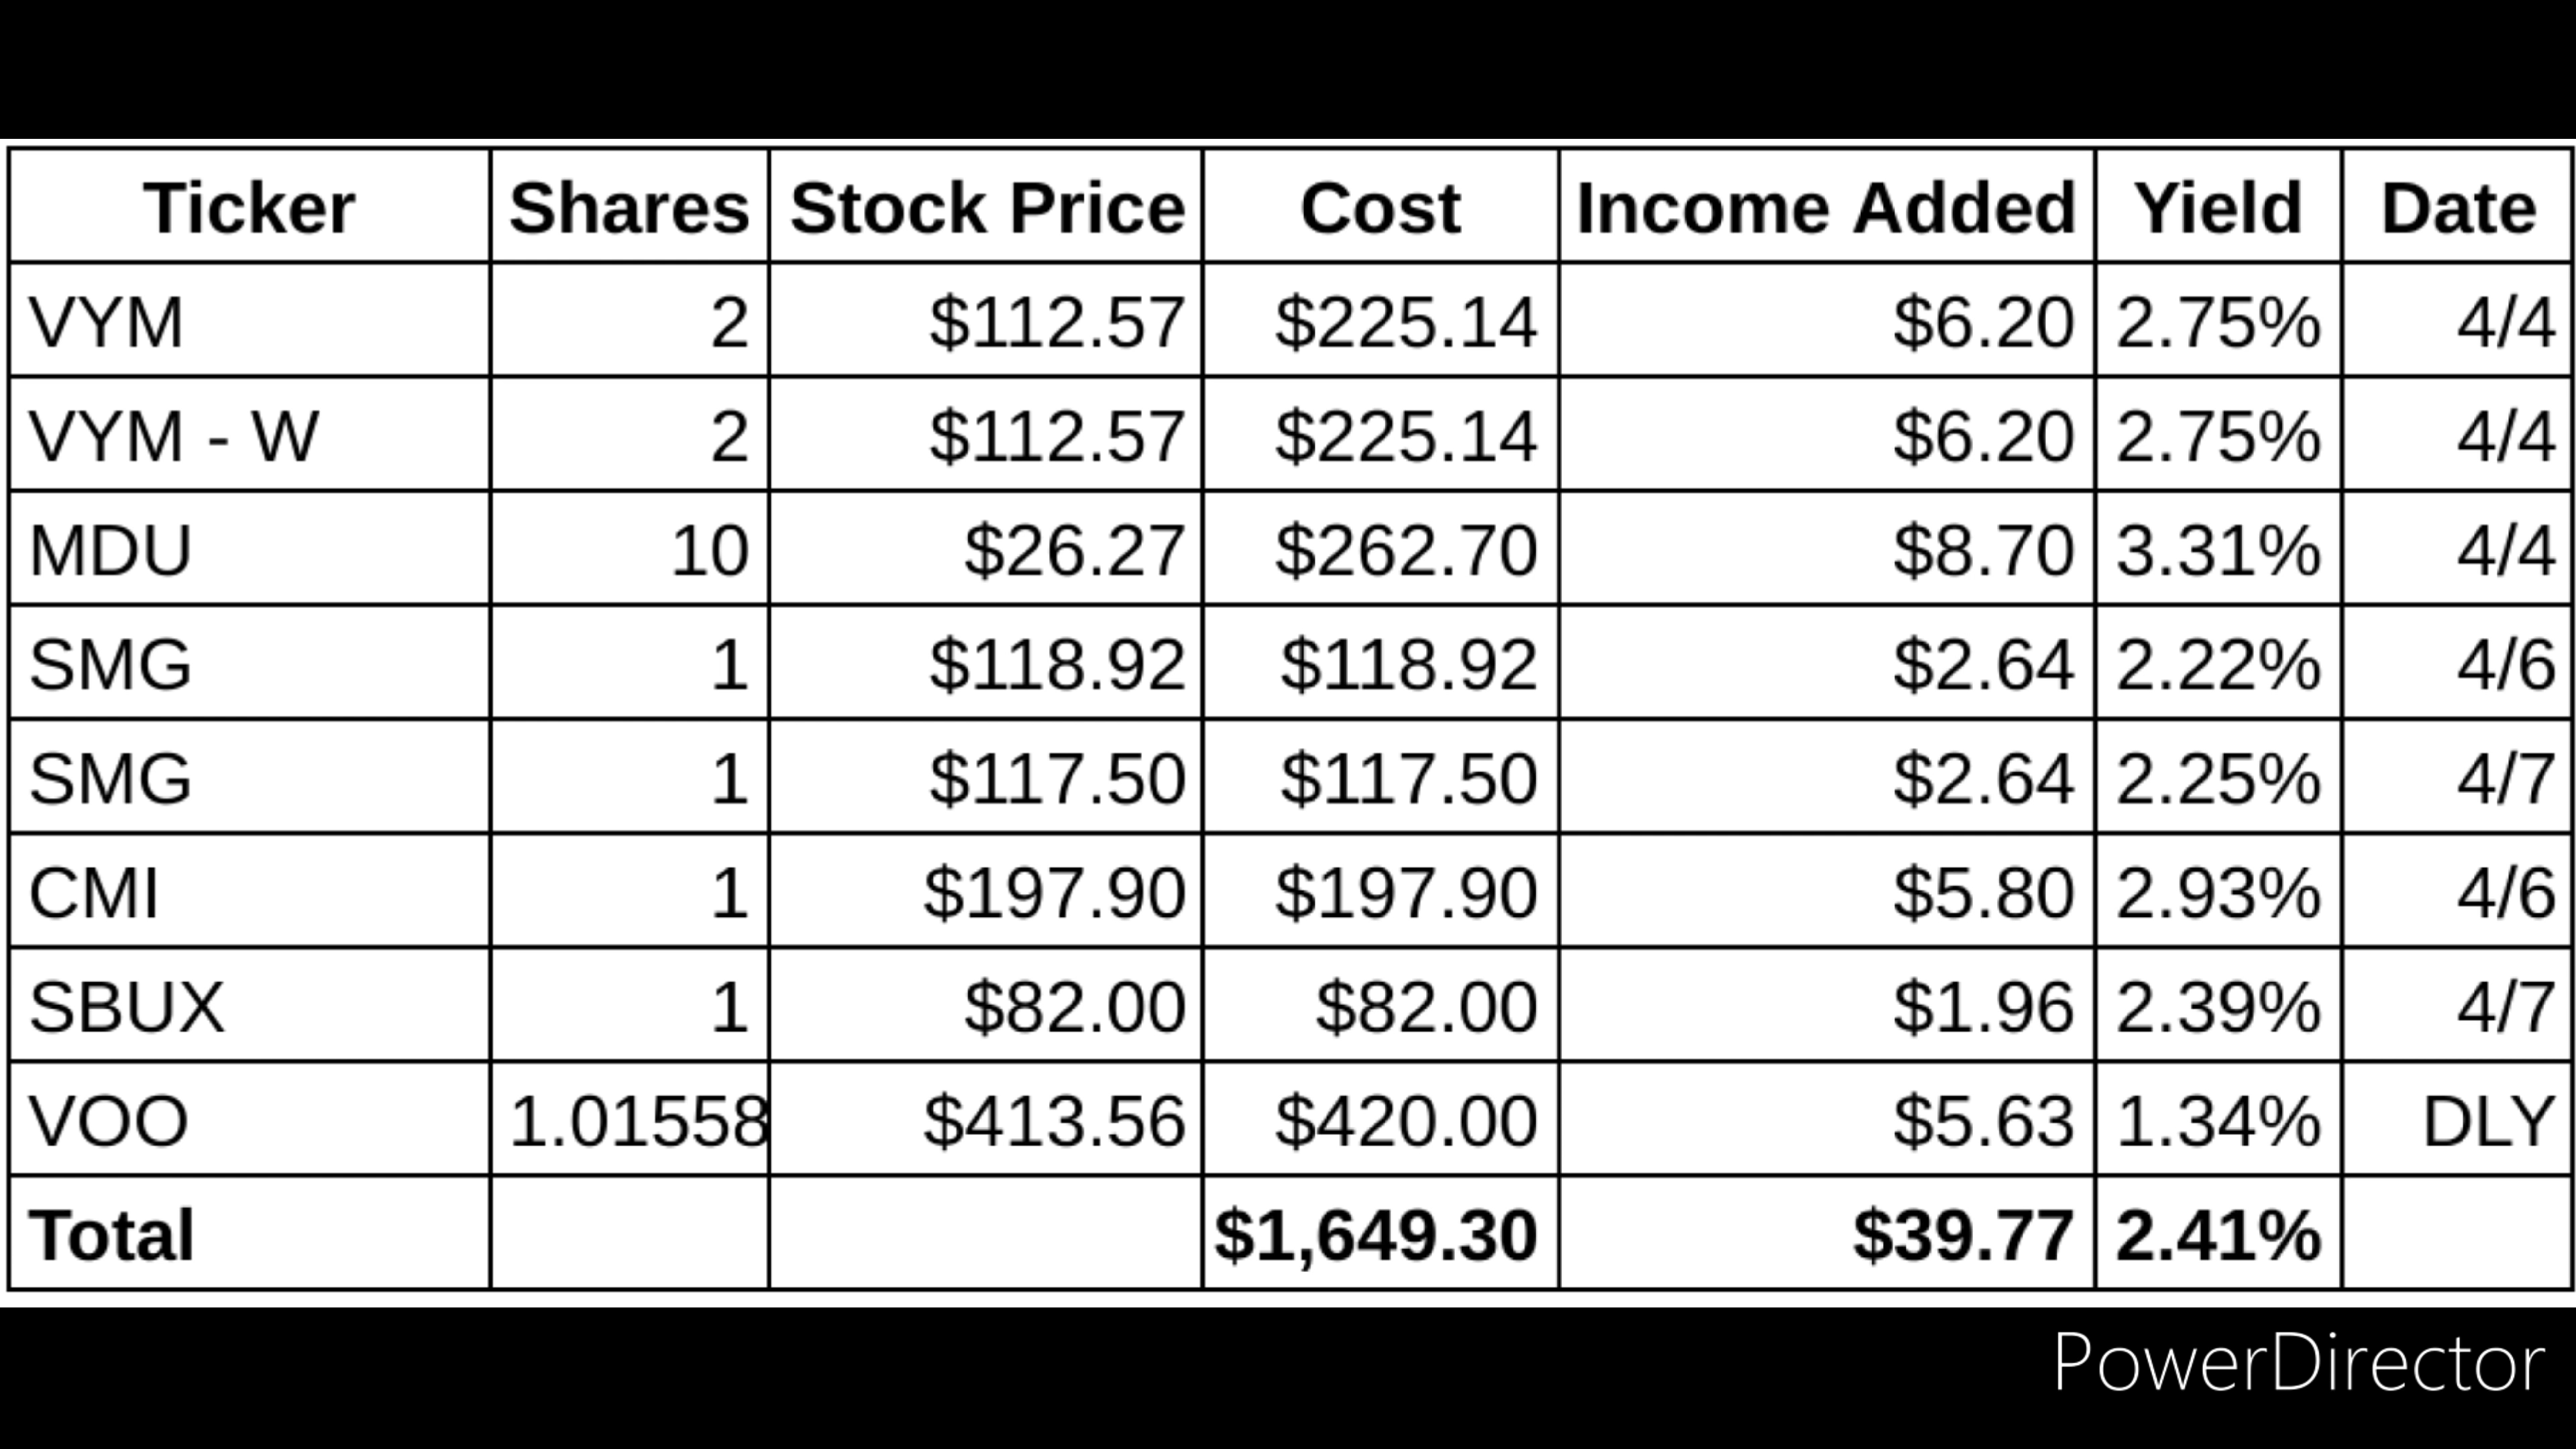 Ticker Shares Stock Price Cost Income Added Yield Date
VYM 2 $112.57 $225.14 $6.20 2.75% 4/4
VYM - W 2 $112.57 $225.14 $6.20 2.75% 4/4
MDU 10 $26.27 $262.70 $8.70 3.31% 4/4
SMG 1 $118.92 $118.92 $2.64 2.22% 4/6
SMG 1 $117.50 $117.50 $2.64 2.25% 4/7
CMI 1 $197.90 $197.90 $5.80 2.93% 4/6
SBUX 1 $82.00 $82.00 $1.96 2.39% 4/7
VOO 1.01558 $413.56 $420.00 $5.63 1.34% DLY
Total $1,649.30 $39.77 2.41%
PowerDirector